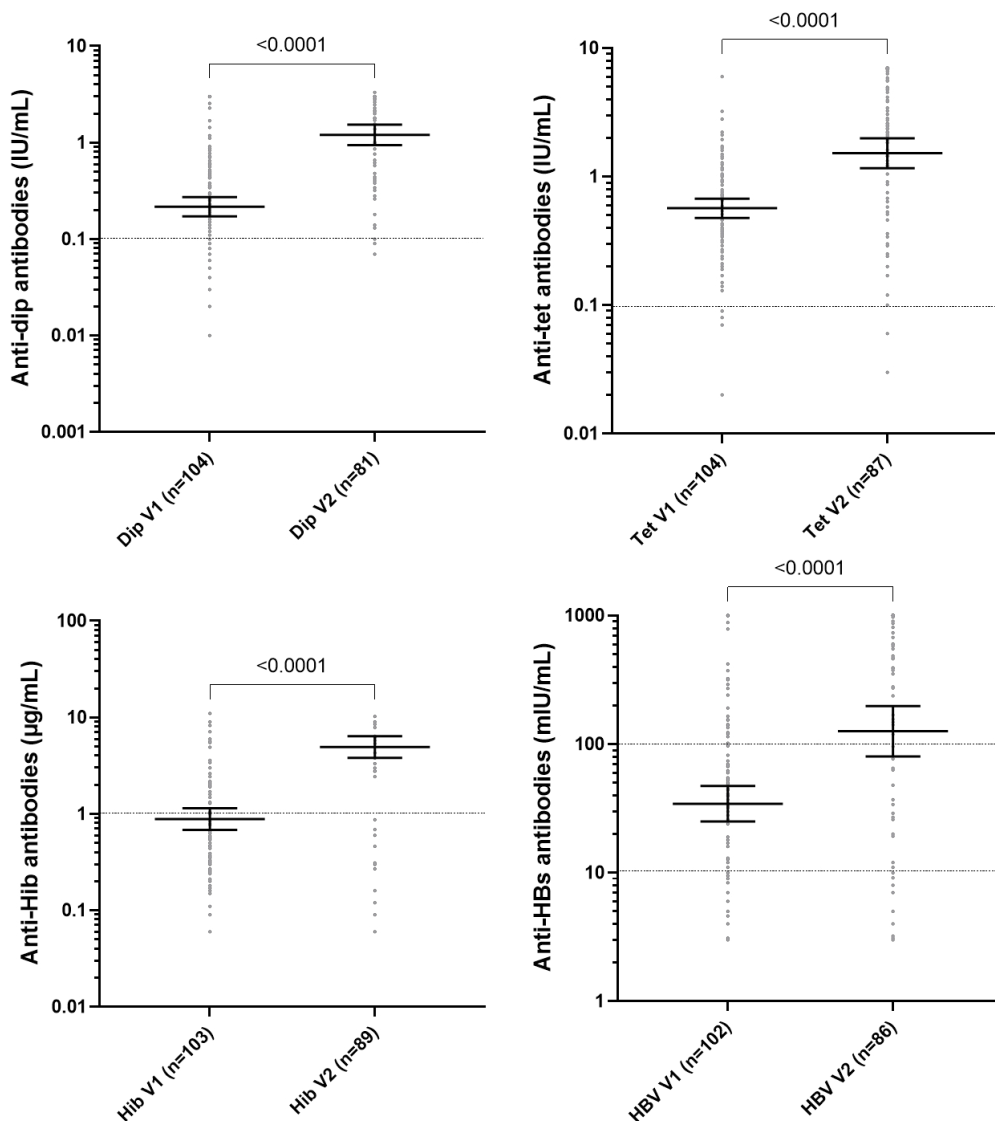 <0.0001
Anti-dip antibodies (IU/mL)
10
1
0.1
0.01
0.001
Dip V1 (n=104)
Dip V2 (n=81)
<0.0001
Anti-tet antibodies (IU/mL)
10
1
0.1
0.01
Tet V1 (n=104)
Tet V2 (n=87)
<0.0001
Anti-Hib antibodies (µg/mL)
100
10
1
0.1
0.01
Hib V1 (n=103)
Hib V2 (n=89)
<0.0001
Anti-HBs antibodies (mIU/mL)
1000
100
10
1
HBV V1 (n=102)
HBV V2 (n=86)